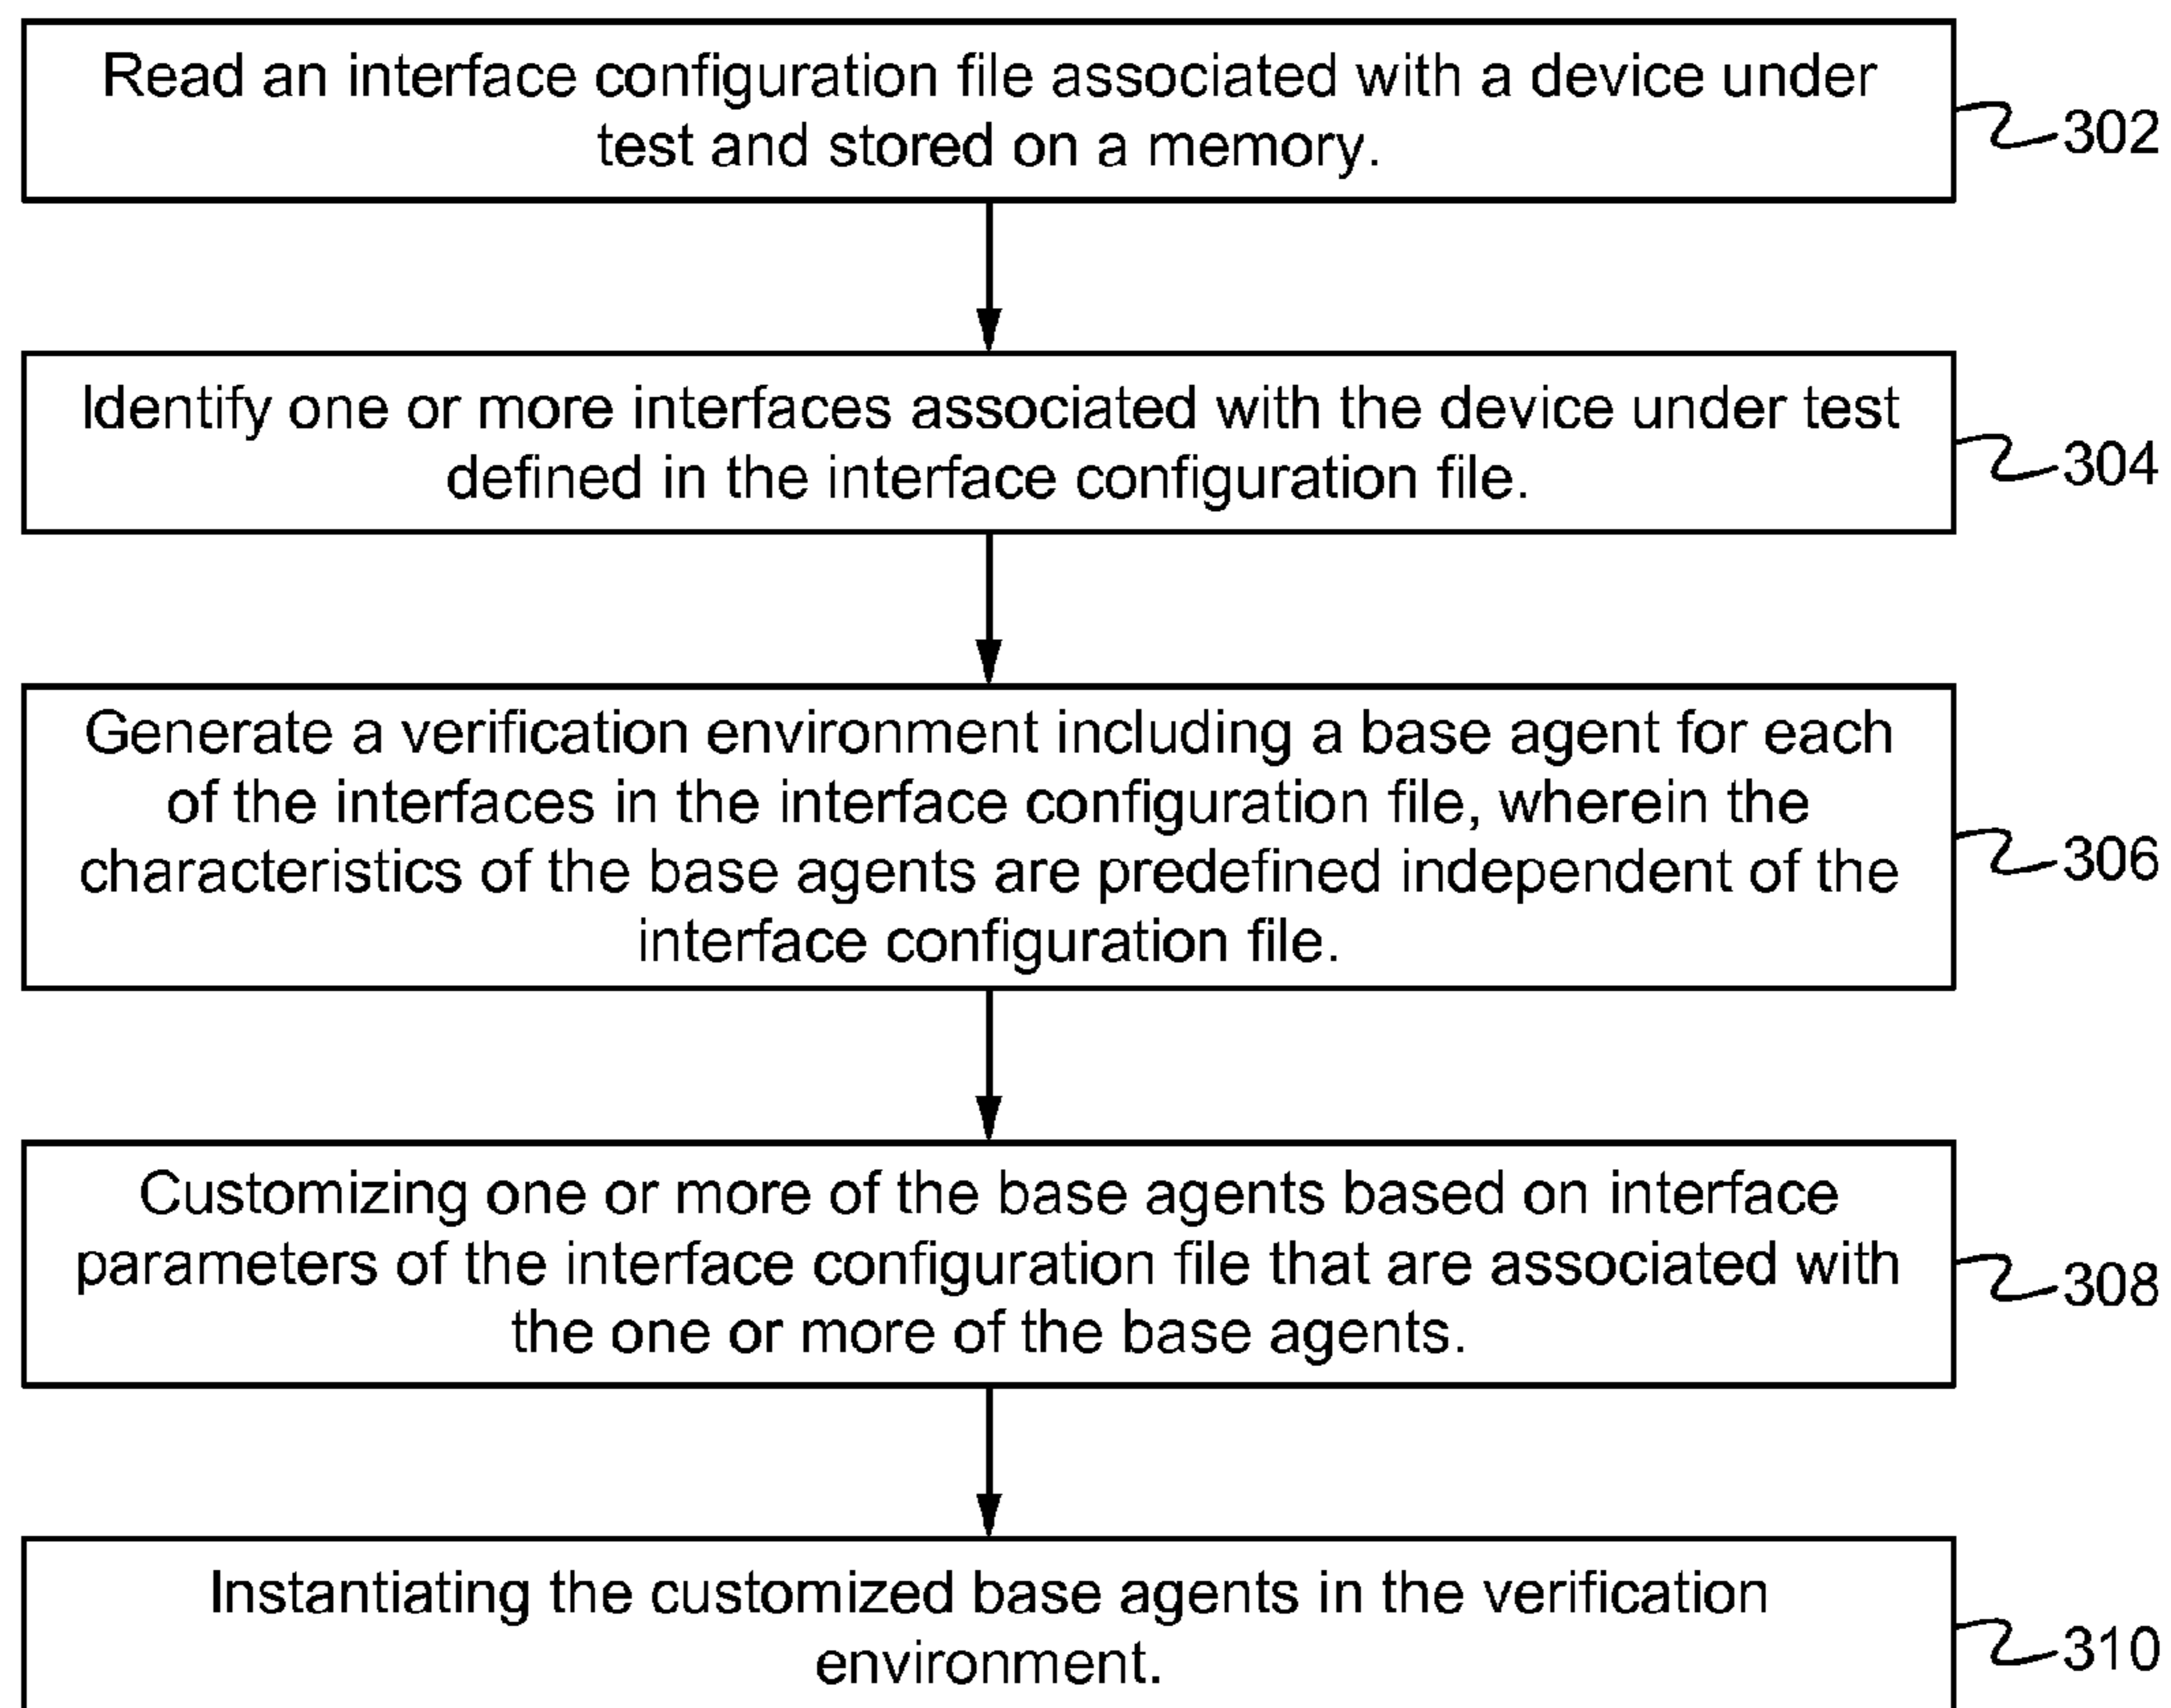 Read an interface configuration file associated with a device under
test and stored on a memory.
302
Identify one or more interfaces associated with the device under test
defined in the interface configuration file.
304
Generate a verification environment including a base agent for each
of the interfaces in the interface configuration file, wherein the
characteristics of the base agents are predefined independent of the
interface configuration file.
306
Customizing one or more of the base agents based on interface
parameters of the interface configuration file that are associated with
the one or more of the base agents.
308
Instantiating the customized base agents in the verification
environment.
310